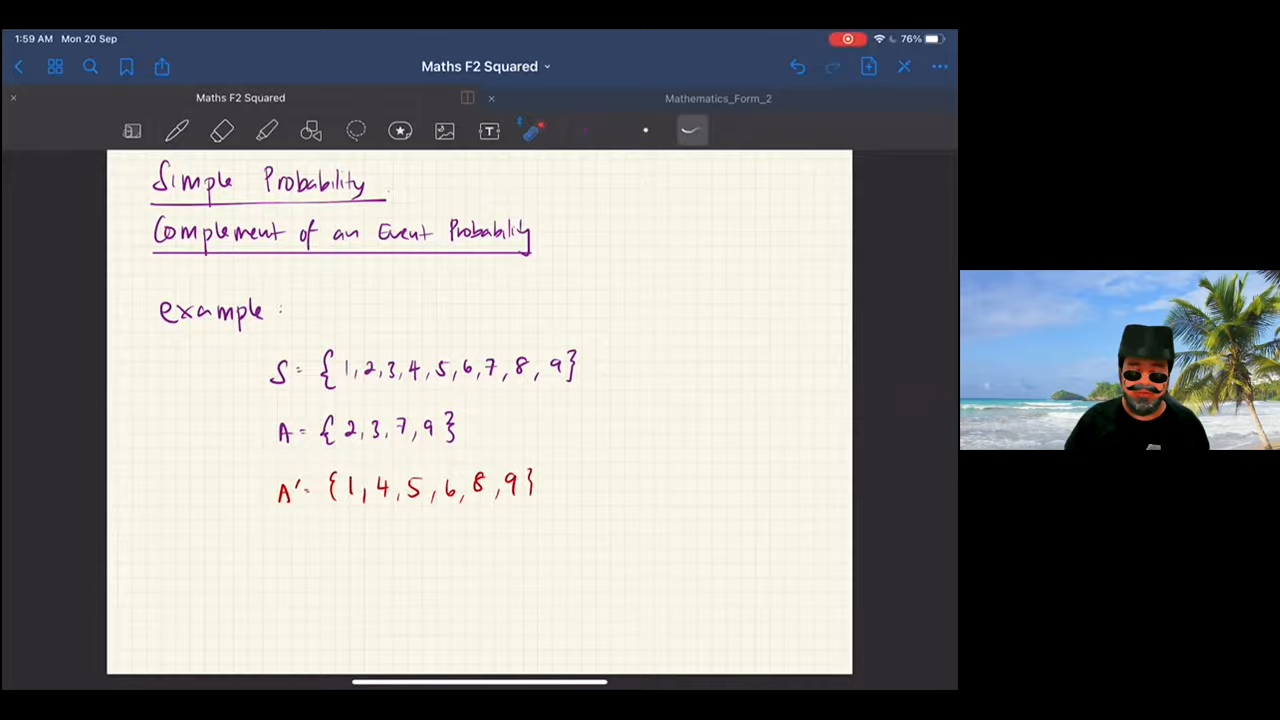 1:59 AM Mon 20 Sep
76%
Maths F2 Squared
Maths F2 Squared
Mathematics_Form_2
Simple Probability
Complement of an Event Probability
example :
S = { 1, 2, 3, 4, 5, 6, 7, 8, 9 }
A = { 2, 3, 7, 9 }
A' = { 1, 4, 5, 6, 8, 9 }